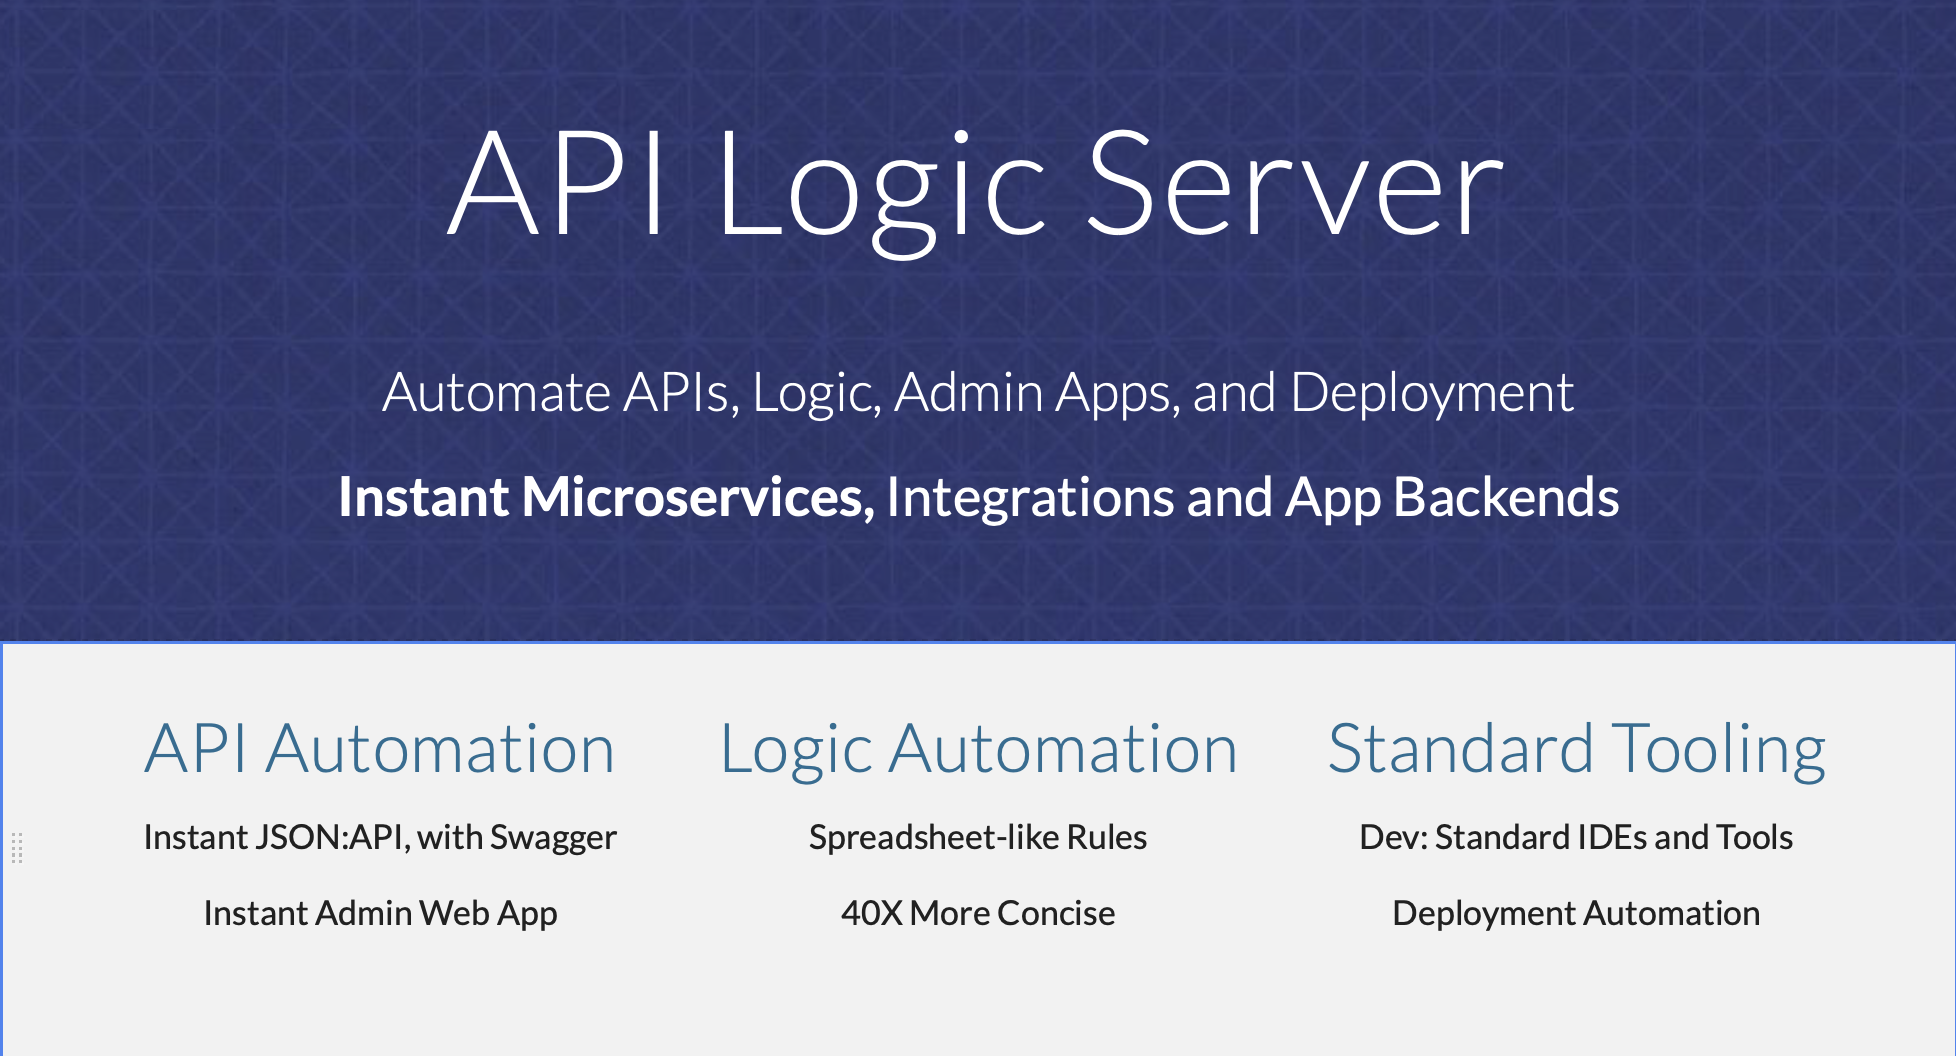 API Logic Server
Automate APIs, Logic, Admin Apps, and Deployment
Instant Microservices, Integrations and App Backends
API Automation
Instant JSON:API, with Swagger
Instant Admin Web App
Logic Automation
Spreadsheet-like Rules
40X More Concise
Standard Tooling
Dev: Standard IDEs and Tools
Deployment Automation